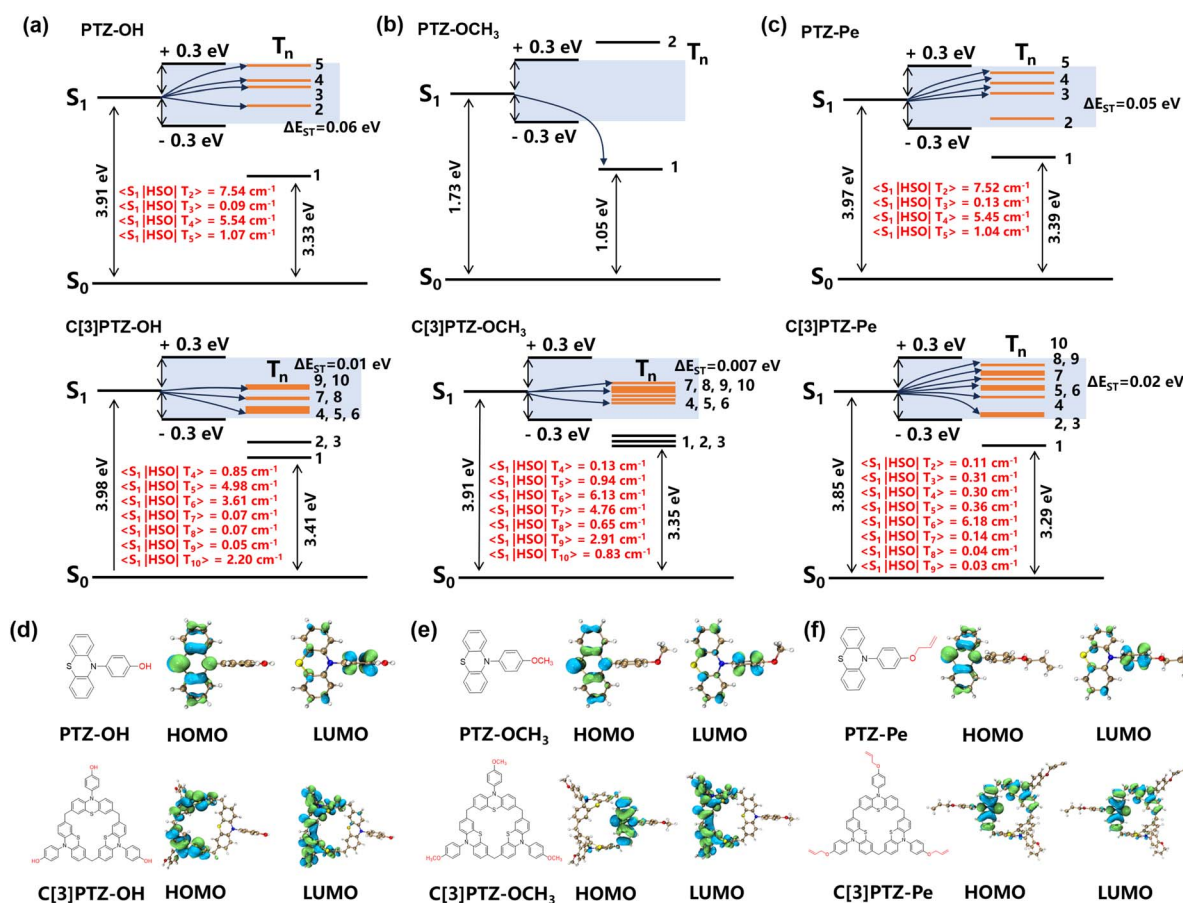 (a)
PTZ-OH
+ 0.3 eV
Tn
5
4
3
2
S1
ΔEST=0.06 eV
- 0.3 eV
1
3.91 eV
<S1 |HSO| T2> = 7.54 cm-1
<S1 |HSO| T3> = 0.09 cm-1
<S1 |HSO| T4> = 5.54 cm-1
<S1 |HSO| T5> = 1.07 cm-1
3.33 eV
S0
(b)
PTZ-OCH3
+ 0.3 eV
2
Tn
S1
- 0.3 eV
1
1.73 eV
1.05 eV
(c)
PTZ-Pe
+ 0.3 eV
Tn
5
4
3
2
S1
ΔEST=0.05 eV
- 0.3 eV
1
3.97 eV
<S1 |HSO| T2> = 7.52 cm-1
<S1 |HSO| T3> = 0.13 cm-1
<S1 |HSO| T4> = 5.45 cm-1
<S1 |HSO| T5> = 1.04 cm-1
3.39 eV
S0
C[3]PTZ-OH
+ 0.3 eV
ΔEST=0.01 eV
Tn
9, 10
7, 8
4, 5, 6
S1
- 0.3 eV
2, 3
1
3.98 eV
<S1 |HSO| T4> = 0.85 cm-1
<S1 |HSO| T5> = 4.98 cm-1
<S1 |HSO| T6> = 3.61 cm-1
<S1 |HSO| T7> = 0.07 cm-1
<S1 |HSO| T8> = 0.07 cm-1
<S1 |HSO| T9> = 0.05 cm-1
<S1 |HSO| T10> = 2.20 cm-1
3.41 eV
S0
C[3]PTZ-OCH3
+ 0.3 eV
ΔEST=0.007 eV
Tn
7, 8, 9, 10
4, 5, 6
S1
- 0.3 eV
1, 2, 3
3.91 eV
<S1 |HSO| T4> = 0.13 cm-1
<S1 |HSO| T5> = 0.94 cm-1
<S1 |HSO| T6> = 6.13 cm-1
<S1 |HSO| T7> = 4.76 cm-1
<S1 |HSO| T8> = 0.65 cm-1
<S1 |HSO| T9> = 2.91 cm-1
<S1 |HSO| T10> = 0.83 cm-1
3.35 eV
C[3]PTZ-Pe
+ 0.3 eV
Tn
10
8, 9
7
5, 6
4
2, 3
ΔEST=0.02 eV
S1
- 0.3 eV
1
3.85 eV
<S1 |HSO| T2> = 0.11 cm-1
<S1 |HSO| T3> = 0.31 cm-1
<S1 |HSO| T4> = 0.30 cm-1
<S1 |HSO| T5> = 0.36 cm-1
<S1 |HSO| T6> = 6.18 cm-1
<S1 |HSO| T7> = 0.14 cm-1
<S1 |HSO| T8> = 0.04 cm-1
<S1 |HSO| T9> = 0.03 cm-1
3.29 eV
S0
(d)
S
N
OH
PTZ-OH
HOMO
LUMO
OH
HO
OH
C[3]PTZ-OH
HOMO
LUMO
(e)
S
N
OCH3
PTZ-OCH3
HOMO
LUMO
OCH3
H3CO
OCH3
C[3]PTZ-OCH3
HOMO
LUMO
(f)
S
N
O
PTZ-Pe
HOMO
LUMO
C[3]PTZ-Pe
HOMO
LUMO